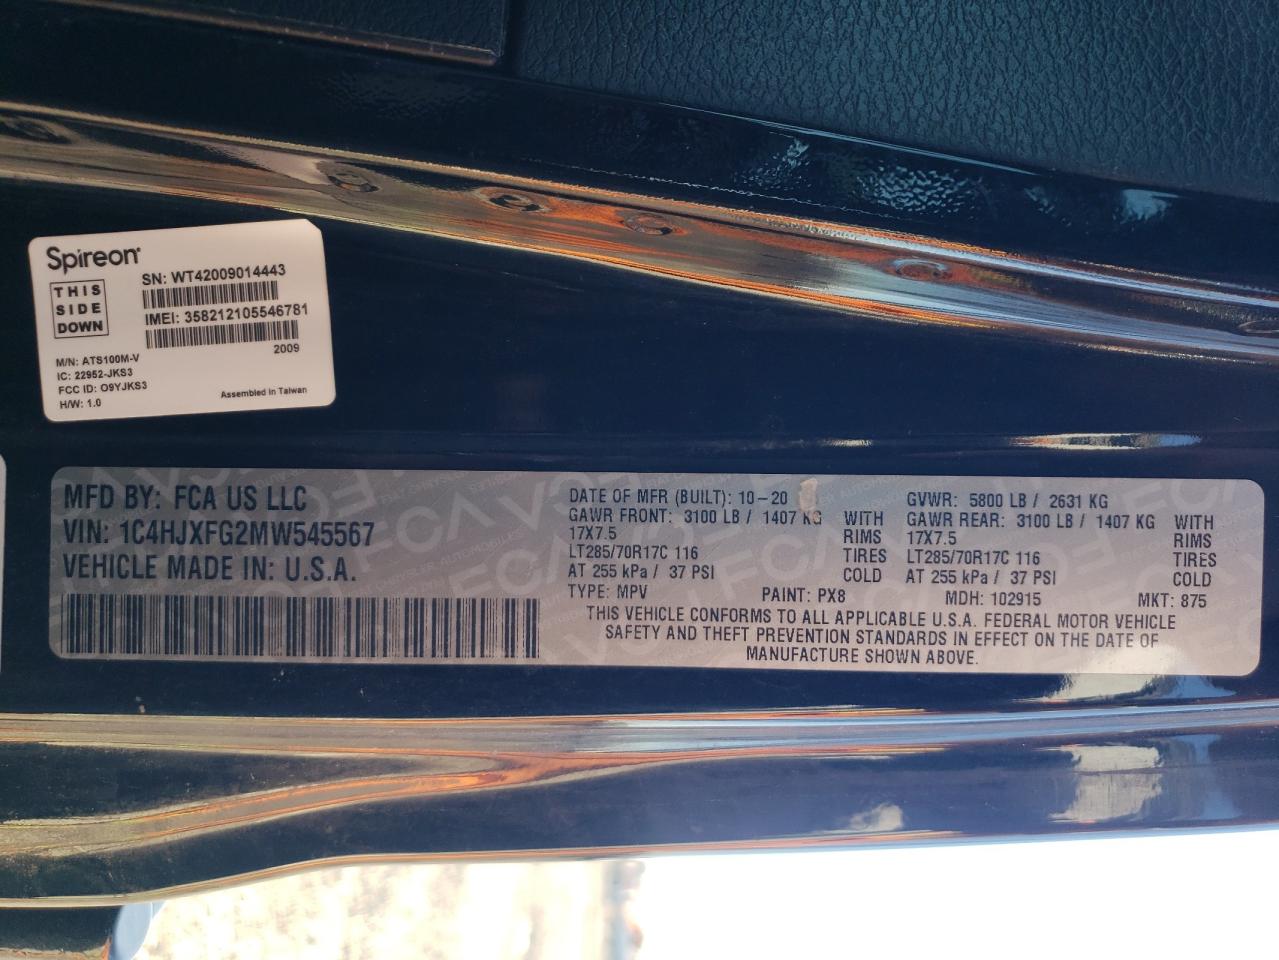 Spireon
THIS
SIDE
DOWN
SN: WT42009014443
IMEI: 358212105546781
2009
M/N: ATS100M-V
IC: 22952-JKS3
FCC ID: O9YJKS3
H/W: 1.0
Assembled in Taiwan
MFD BY: FCA US LLC
VIN: 1C4HJXFG2MW545567
VEHICLE MADE IN: U.S.A.
DATE OF MFR (BUILT): 10-20
GAWR FRONT: 3100 LB / 1407 KG WITH
17X7.5 RIMS
LT285/70R17C 116 TIRES
AT 255 kPa / 37 PSI COLD
GVWR: 5800 LB / 2631 KG
GAWR REAR: 3100 LB / 1407 KG WITH
17X7.5 RIMS
LT285/70R17C 116 TIRES
AT 255 kPa / 37 PSI COLD
TYPE: MPV PAINT: PX8 MDH: 102915 MKT: 875
THIS VEHICLE CONFORMS TO ALL APPLICABLE U.S.A. FEDERAL MOTOR VEHICLE
SAFETY AND THEFT PREVENTION STANDARDS IN EFFECT ON THE DATE OF
MANUFACTURE SHOWN ABOVE.